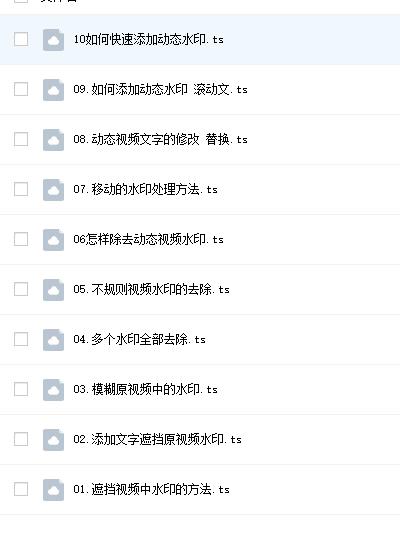 10如何快速添加动态水印.ts
09.如何添加动态水印 滚动文.ts
08.动态视频文字的修改 替换.ts
07.移动的水印处理方法.ts
06怎样除去动态视频水印.ts
05.不规则视频水印的去除.ts
04.多个水印全部去除.ts
03.模糊原视频中的水印.ts
02.添加文字遮挡原视频水印.ts
01.遮挡视频中水印的方法.ts